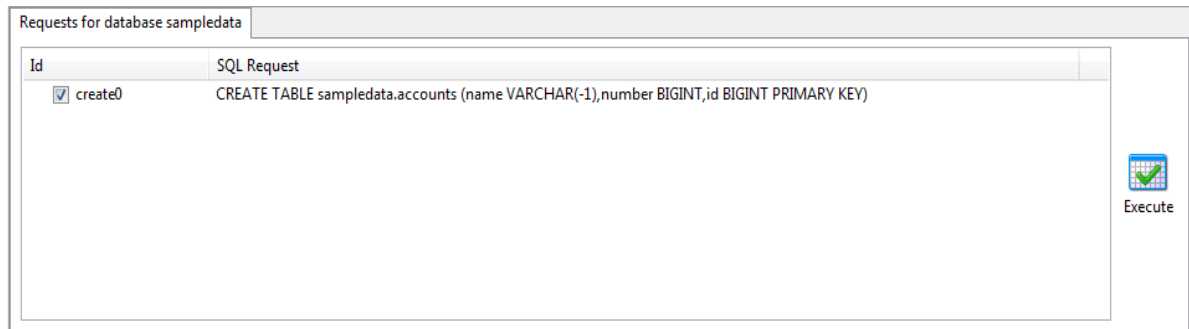 Requests for database sampledata
Id SQL Request
create0 CREATE TABLE sampledata.accounts (name VARCHAR(-1),number BIGINT,id BIGINT PRIMARY KEY)
Execute